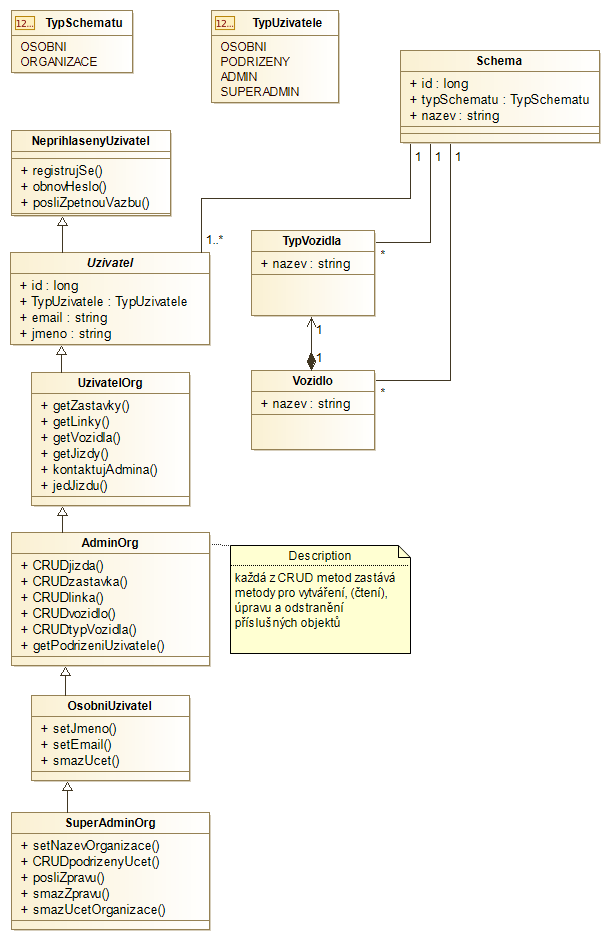 12... TypSchematu
OSOBNI
ORGANIZACE
12... TypUzivatele
OSOBNI
PODRIZENY
ADMIN
SUPERADMIN
Schema
+ id : long
+ typSchematu : TypSchematu
+ nazev : string
1 1 1
NeprihlasenyUzivatel
+ registrujSe()
+ obnovHeslo()
+ posliZpetnouVazbu()
1..*
Uzivatel
+ id : long
+ TypUzivatele : TypUzivatele
+ email : string
+ jmeno : string
TypVozidla
+ nazev : string
*
1
1
Vozidlo
+ nazev : string
*
UzivatelOrg
+ getZastavky()
+ getLinky()
+ getVozidla()
+ getJizdy()
+ kontaktujAdmina()
+ jedJizdu()
AdminOrg
+ CRUDjizda()
+ CRUDzastavka()
+ CRUDlinka()
+ CRUDvozidlo()
+ CRUDtypVozidla()
+ getPodrizeniUzivatele()
Description
každá z CRUD metod zastává
metody pro vytváření, (čtení),
úpravu a odstranění
příslušných objektů
OsobniUzivatel
+ setJmeno()
+ setEmail()
+ smazUcet()
SuperAdminOrg
+ setNazevOrganizace()
+ CRUDpodrizenyUcet()
+ posliZpravu()
+ smazZpravu()
+ smazUcetOrganizace()